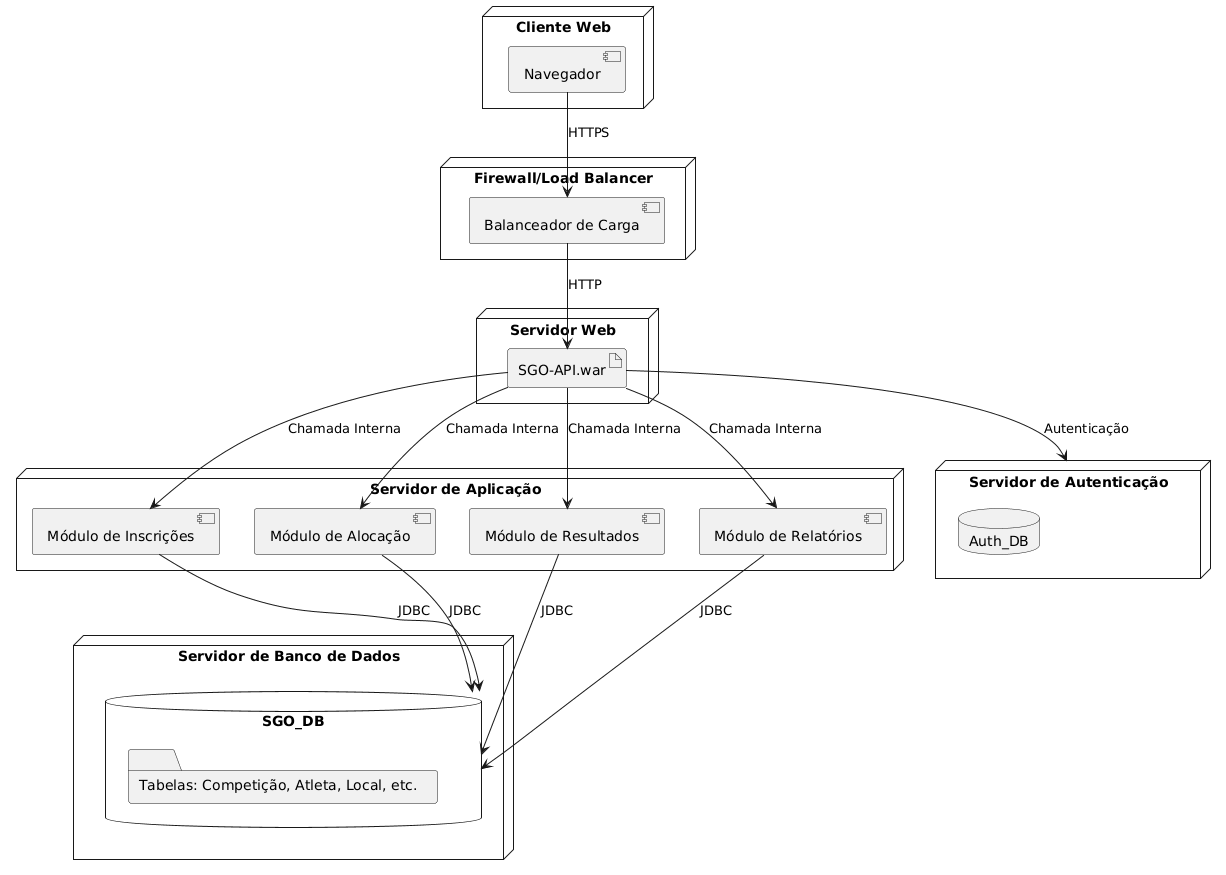 Cliente Web
Navegador
HTTPS
Firewall/Load Balancer
Balanceador de Carga
HTTP
Servidor Web
SGO-API.war
Chamada Interna
Chamada Interna
Chamada Interna
Chamada Interna
Autenticação
Servidor de Aplicação
Módulo de Inscrições
Módulo de Alocação
Módulo de Resultados
Módulo de Relatórios
Servidor de Autenticação
Auth_DB
JDBC
JDBC
JDBC
JDBC
Servidor de Banco de Dados
SGO_DB
Tabelas: Competição, Atleta, Local, etc.